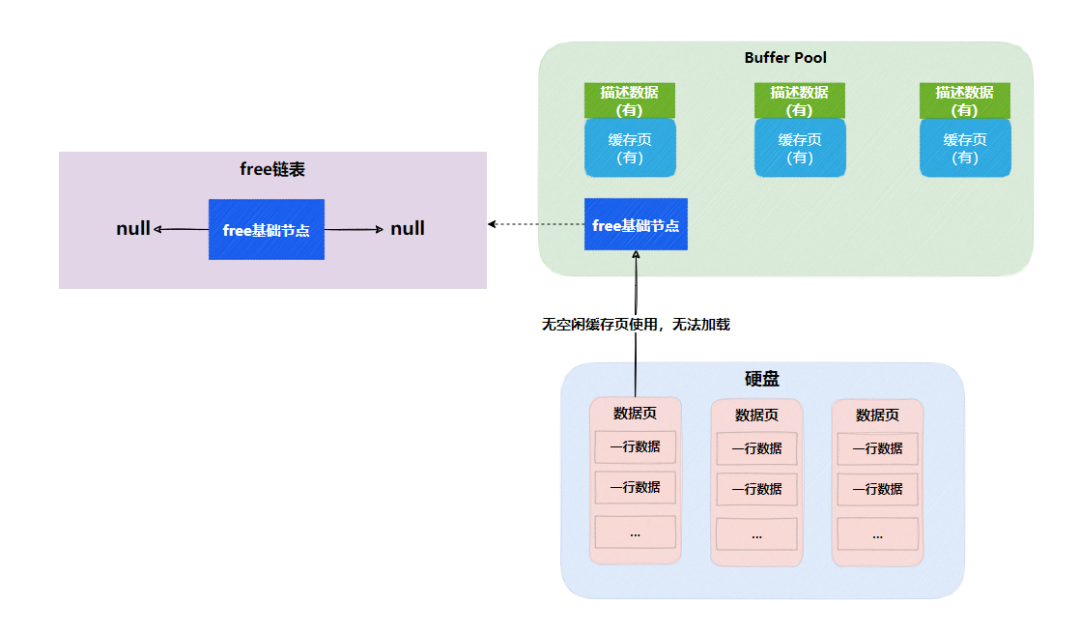 Buffer Pool
描述数据
(有)
缓存页
(有)
描述数据
(有)
缓存页
(有)
描述数据
(有)
缓存页
(有)
free链表
null
free基础节点
null
free基础节点
无空闲缓存页使用，无法加载
硬盘
数据页
一行数据
一行数据
...
数据页
一行数据
一行数据
...
数据页
一行数据
一行数据
...